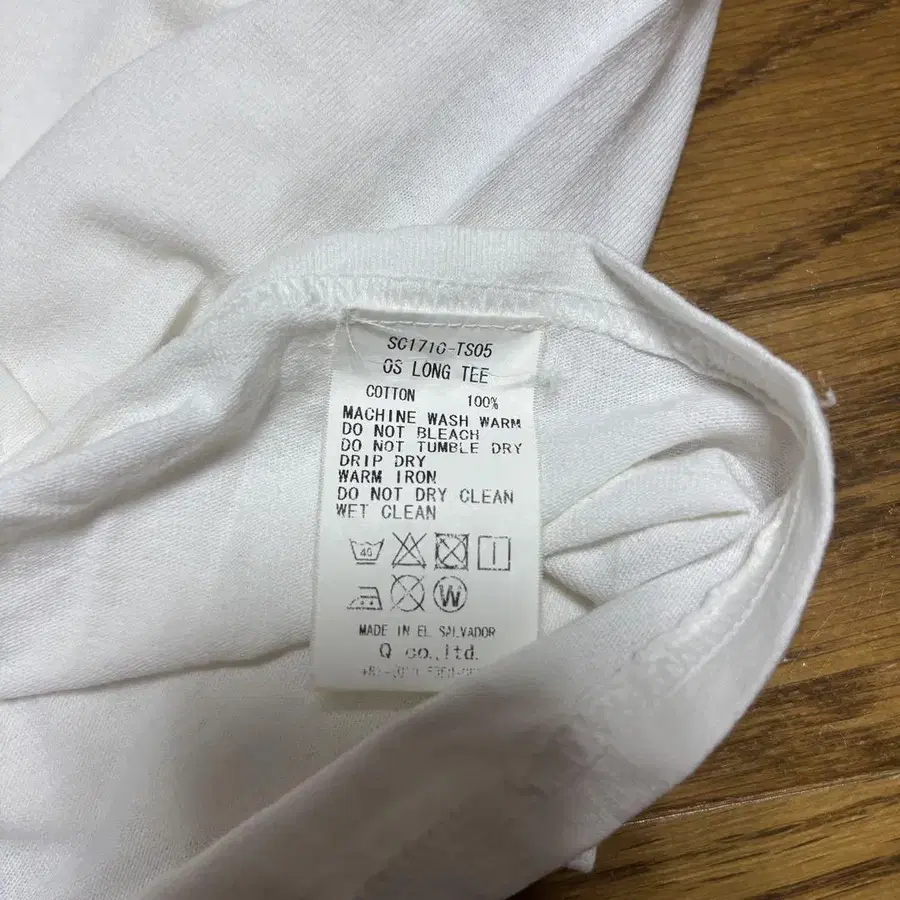 SC1710-TS05
OS LONG TEE
COTTON 100%
MACHINE WASH WARM
DO NOT BLEACH
DO NOT TUMBLE DRY
DRIP DRY
WARM IRON
DO NOT DRY CLEAN
WET CLEAN
40
W
MADE IN EL SALVADOR
Q co.,ltd.